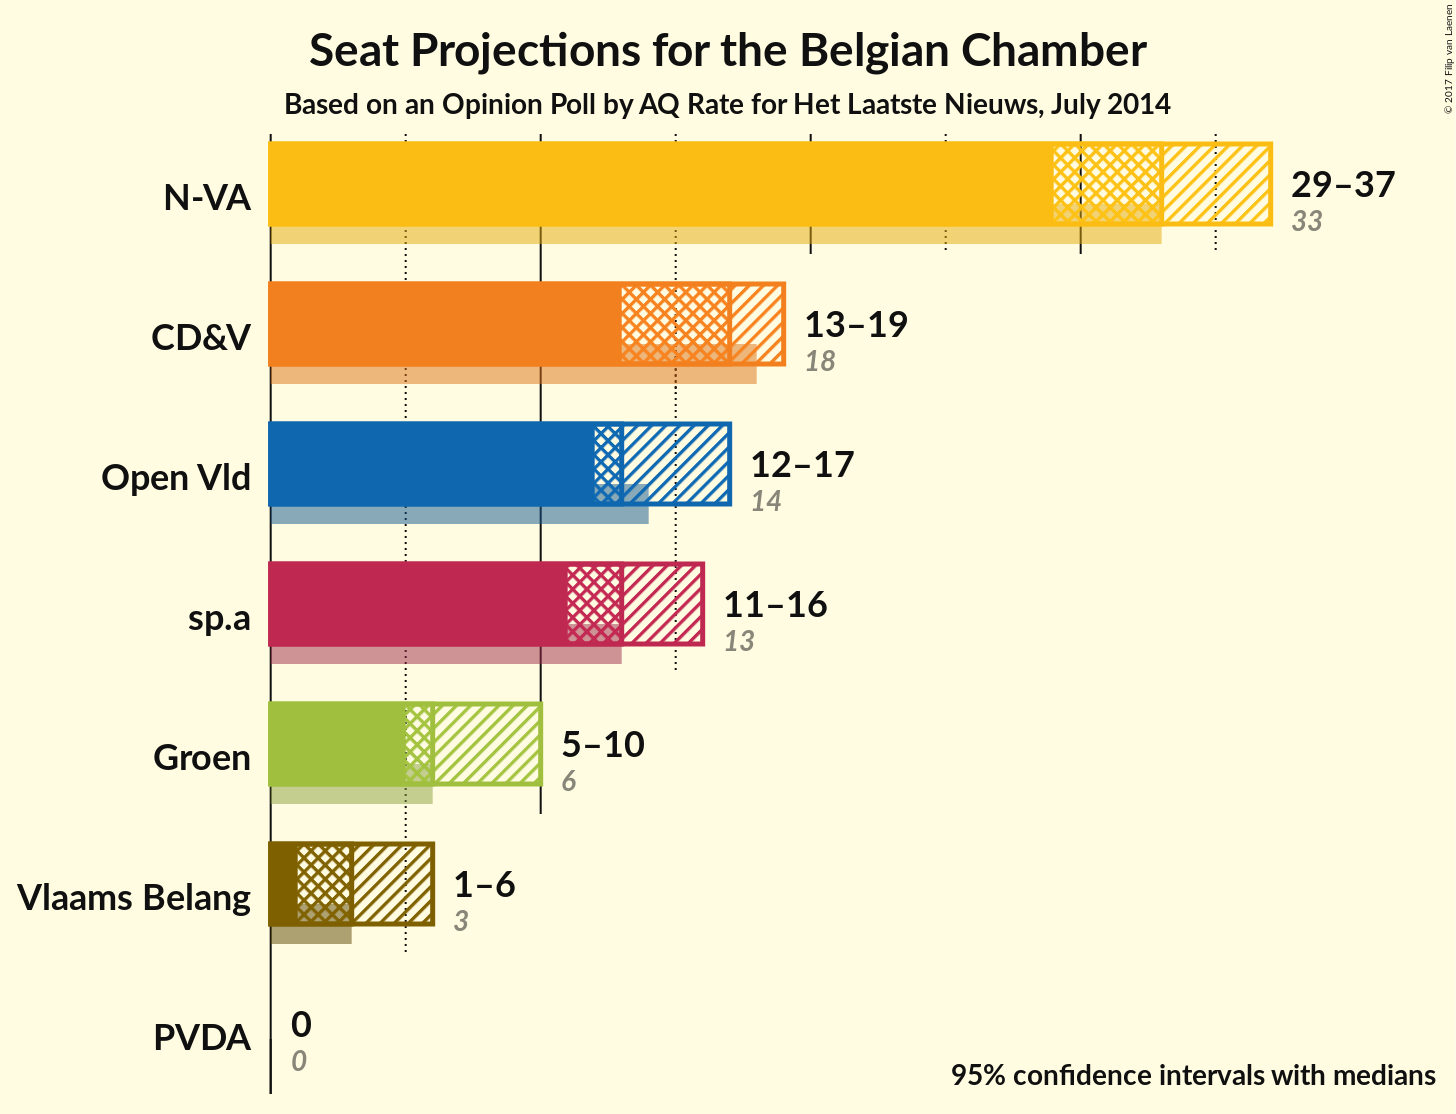 Seat Projections for the Belgian Chamber
Based on an Opinion Poll by AQ Rate for Het Laatste Nieuws, July 2014
© 2017 Filip van Laenen
N-VA
29–37
33
CD&V
13–19
18
Open Vld
12–17
14
sp.a
11–16
13
Groen
5–10
6
Vlaams Belang
1–6
3
PVDA
0
0
95% confidence intervals with medians